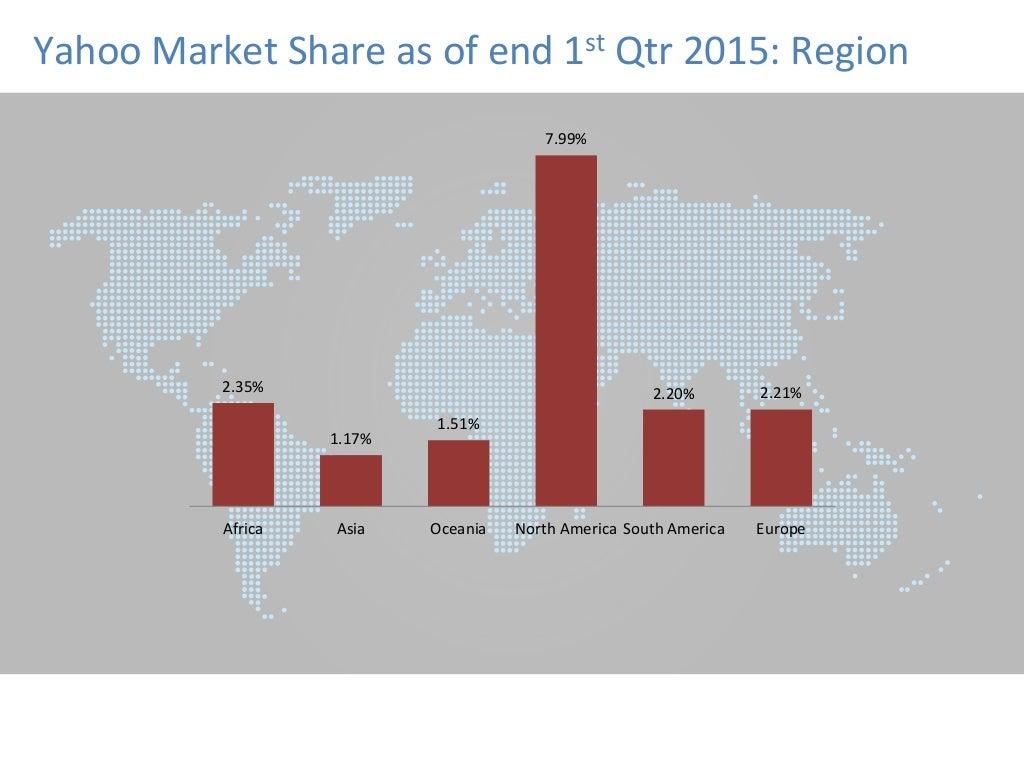 Yahoo Market Share as of end 1st Qtr 2015: Region
7.99%
2.35%
1.17%
1.51%
2.20%
2.21%
Africa
Asia
Oceania
North America
South America
Europe